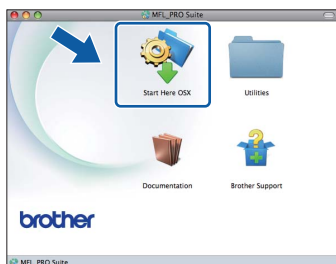 MFL_PRO Suite
Start Here OSX
Utilities
Documentation
Brother Support
brother
MFL_PRO Suite